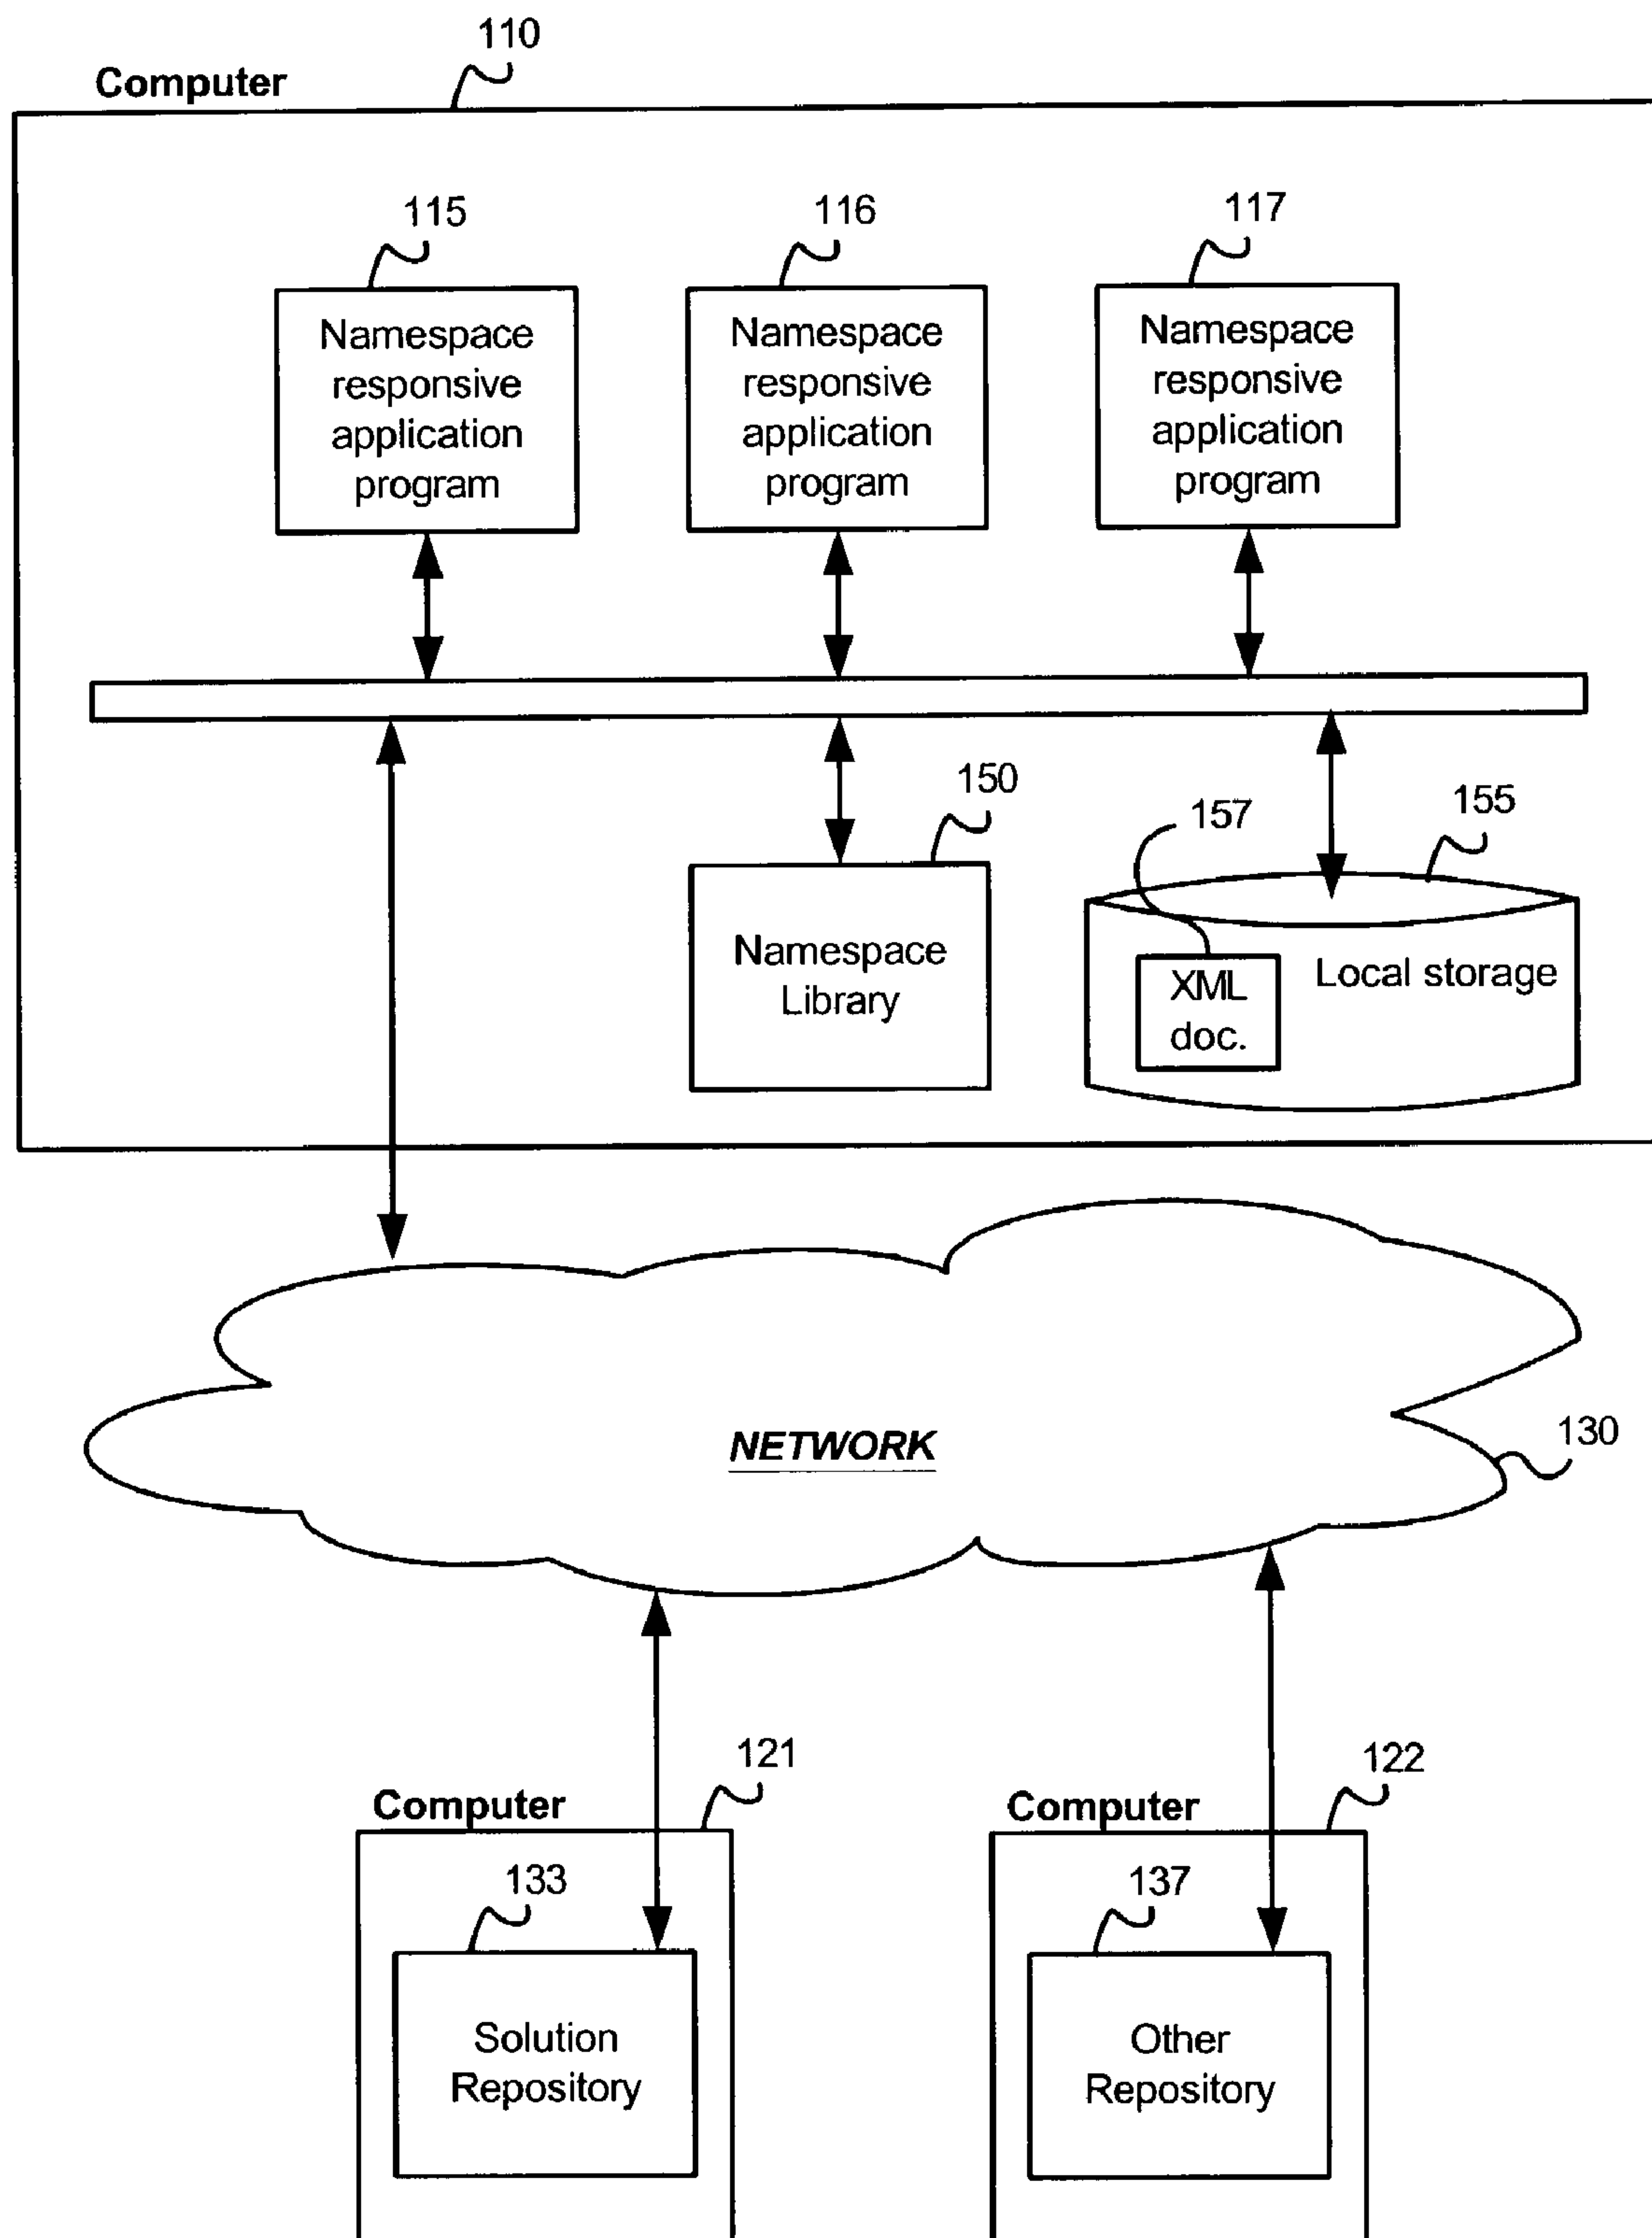 110
Computer
115
116
117
Namespace
responsive
application
program
Namespace
responsive
application
program
Namespace
responsive
application
program
150
157
155
Namespace
Library
XML
doc.
Local storage
NETWORK
130
121
122
Computer
Computer
133
137
Solution
Repository
Other
Repository